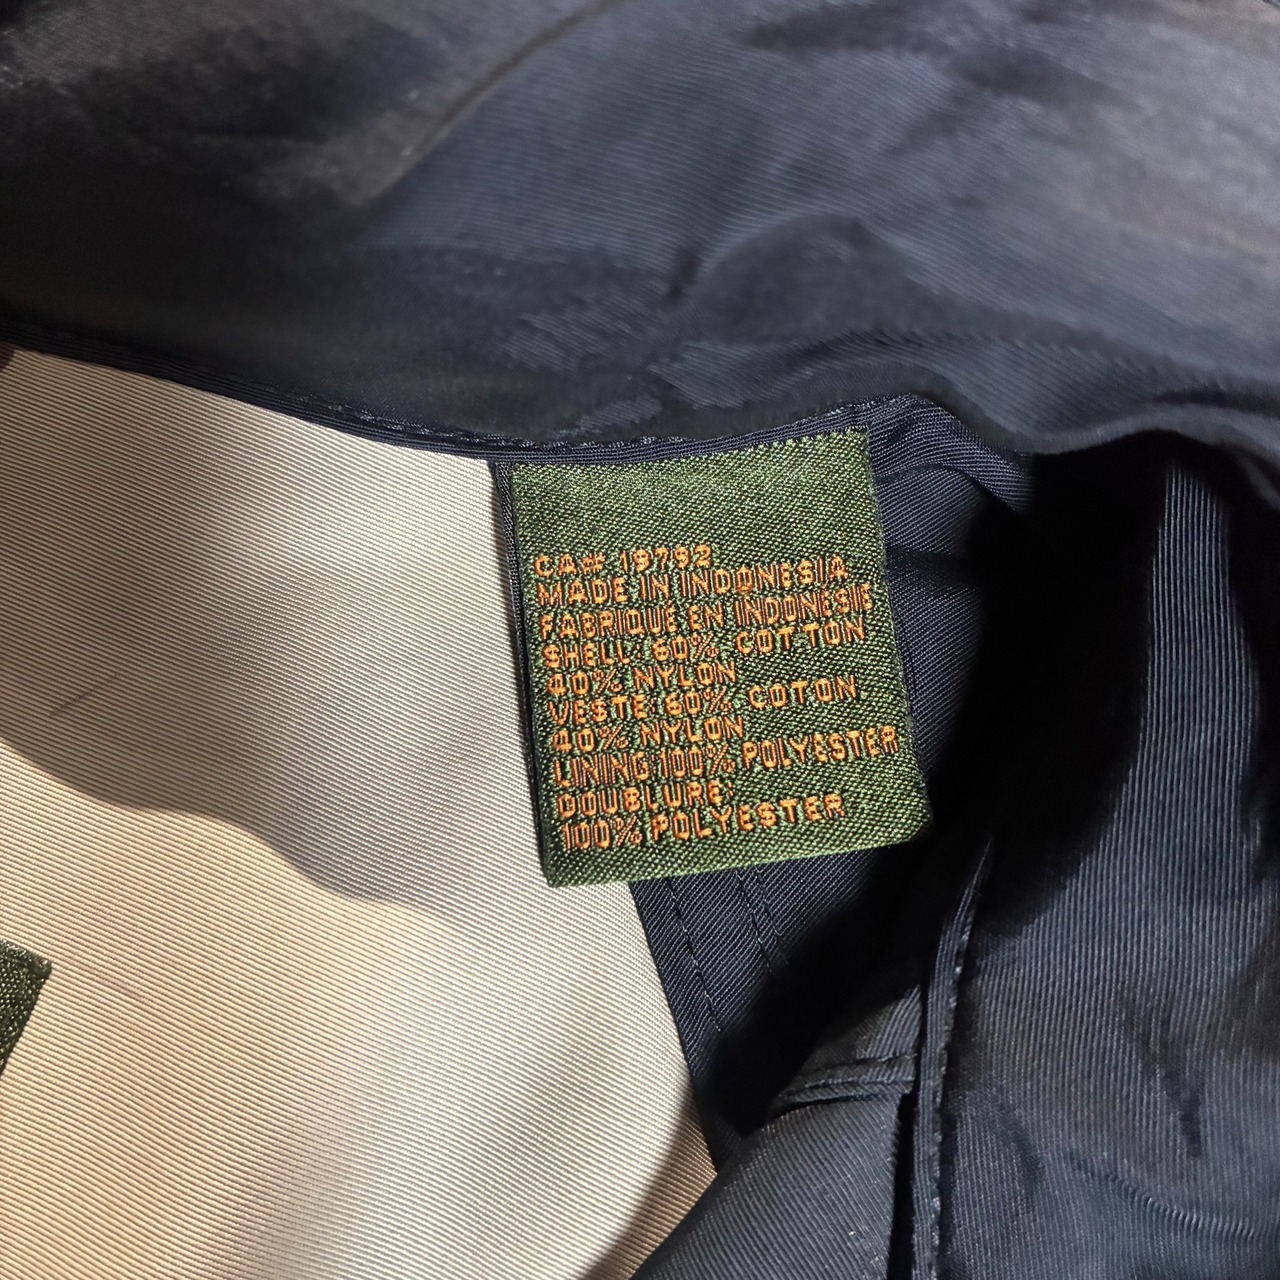 CA# 19792
MADE IN INDONESIA
FABRIQUE EN INDONESIE
SHELL: 60% COTTON
40% NYLON
VESTE: 60% COTON
40% NYLON
LINING: 100% POLYESTER
DOUBLURE:
100% POLYESTER